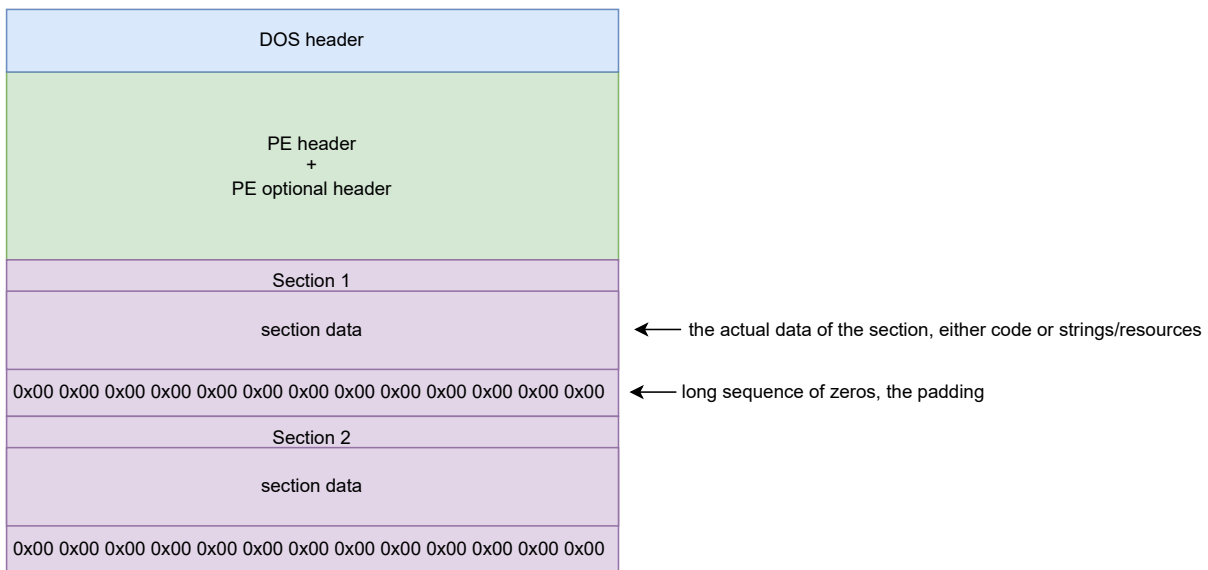 DOS header
PE header
+
PE optional header
Section 1
section data
the actual data of the section, either code or strings/resources
0x00 0x00 0x00 0x00 0x00 0x00 0x00 0x00 0x00 0x00 0x00 0x00 0x00
long sequence of zeros, the padding
Section 2
section data
0x00 0x00 0x00 0x00 0x00 0x00 0x00 0x00 0x00 0x00 0x00 0x00 0x00